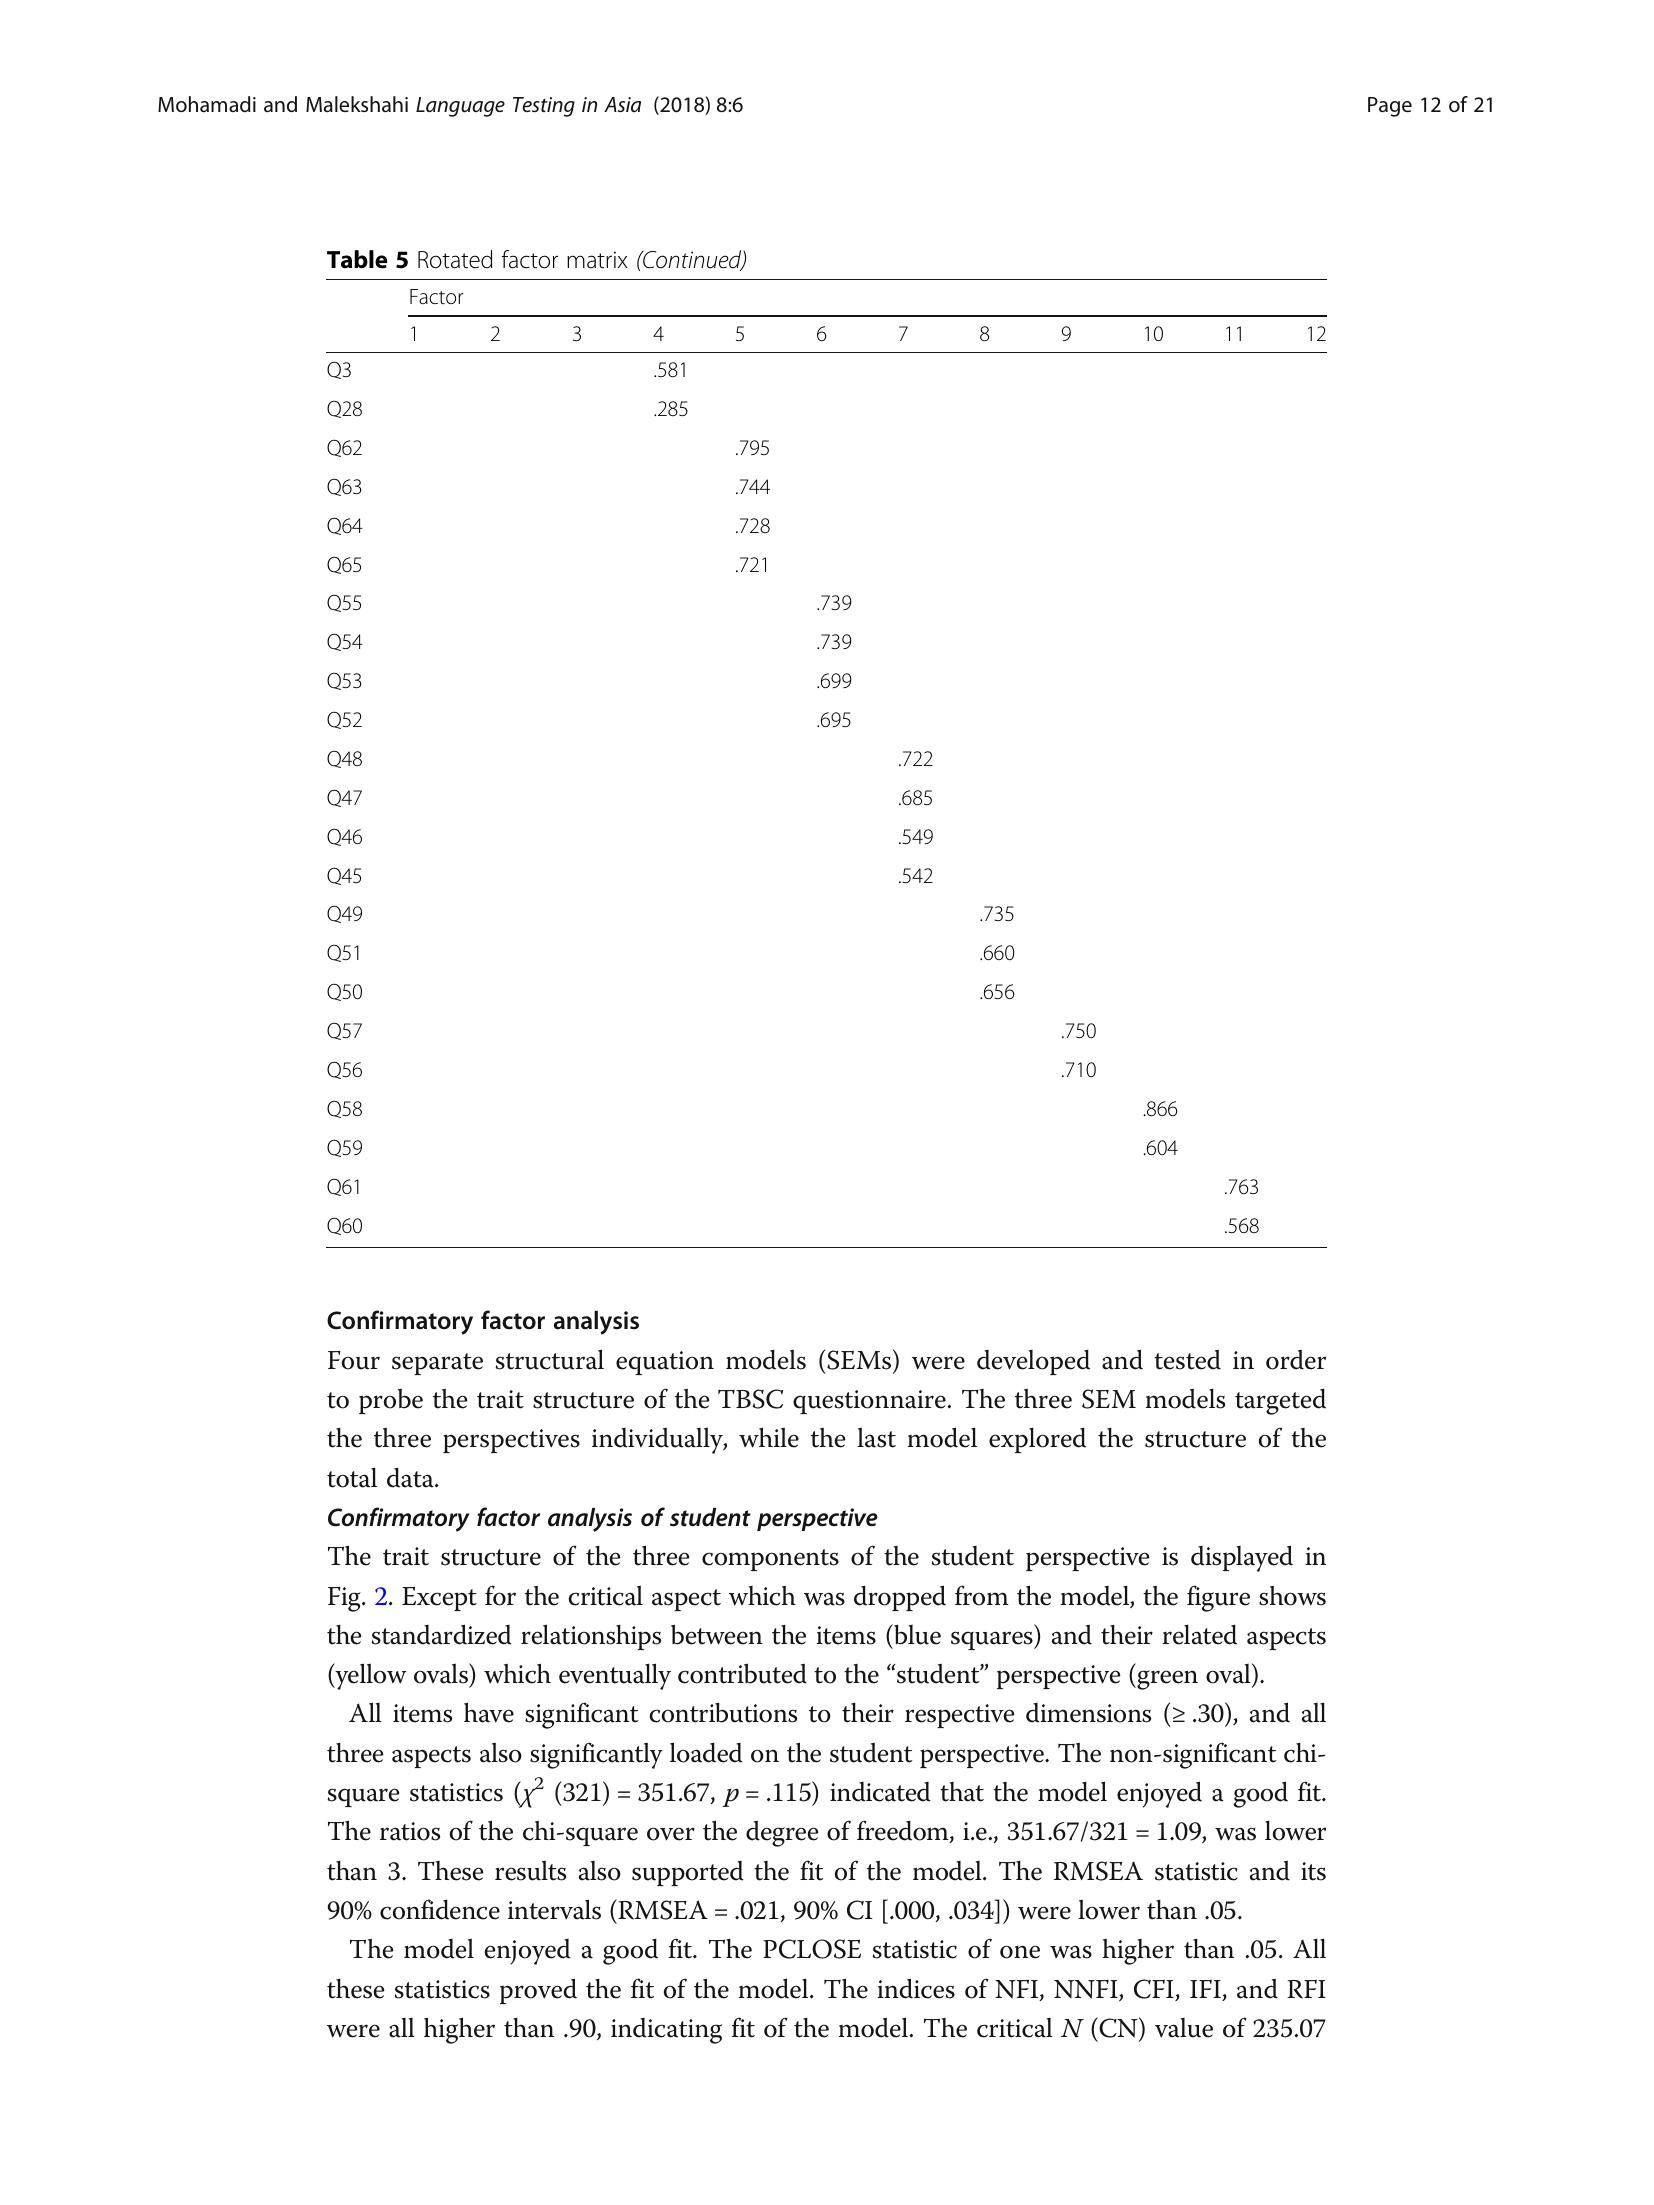 Mohamadi and Malekshahi Language Testing in Asia (2018) 8:6 Page 12 of 21
Table 5 Rotated factor matrix (Continued)
Factor
1 2 3 4 5 6 7 8 9 10 11 12
Q3 .581
Q28 .285
Q62 .795
Q63 .744
Q64 .728
Q65 .721
Q55 .739
Q54 .739
Q53 .699
Q52 .695
Q48 .722
Q47 .685
Q46 .549
Q45 .542
Q49 .735
Q51 .660
Q50 .656
Q57 .750
Q56 .710
Q58 .866
Q59 .604
Q61 .763
Q60 .568
Confirmatory factor analysis
Four separate structural equation models (SEMs) were developed and tested in order
to probe the trait structure of the TBSC questionnaire. The three SEM models targeted
the three perspectives individually, while the last model explored the structure of the
total data.
Confirmatory factor analysis of student perspective
The trait structure of the three components of the student perspective is displayed in
Fig. 2. Except for the critical aspect which was dropped from the model, the figure shows
the standardized relationships between the items (blue squares) and their related aspects
(yellow ovals) which eventually contributed to the “student” perspective (green oval).
All items have significant contributions to their respective dimensions (≥ .30), and all
three aspects also significantly loaded on the student perspective. The non-significant chi-
square statistics (χ² (321) = 351.67, p = .115) indicated that the model enjoyed a good fit.
The ratios of the chi-square over the degree of freedom, i.e., 351.67/321 = 1.09, was lower
than 3. These results also supported the fit of the model. The RMSEA statistic and its
90% confidence intervals (RMSEA = .021, 90% CI [.000, .034]) were lower than .05.
The model enjoyed a good fit. The PCLOSE statistic of one was higher than .05. All
these statistics proved the fit of the model. The indices of NFI, NNFI, CFI, IFI, and RFI
were all higher than .90, indicating fit of the model. The critical N (CN) value of 235.07